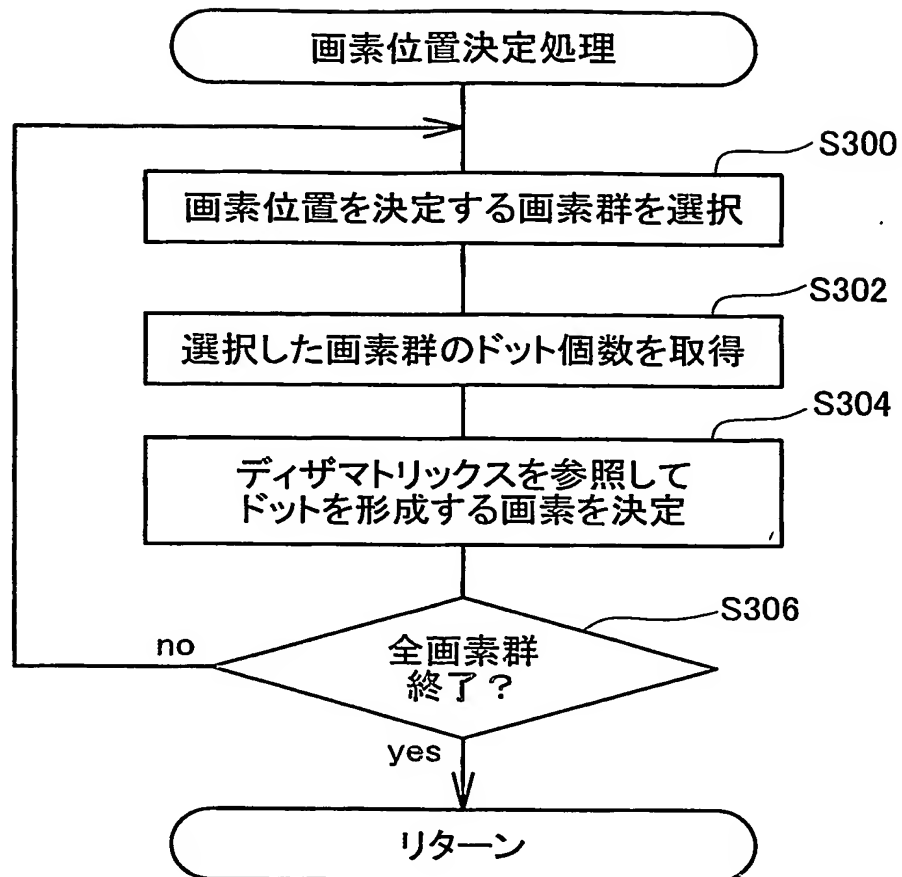 画素位置決定処理
S300
画素位置を決定する画素群を選択
S302
選択した画素群のドット個数を取得
S304
ディザマトリックスを参照して
ドットを形成する画素を決定
S306
no
全画素群
終了？
yes
リターン